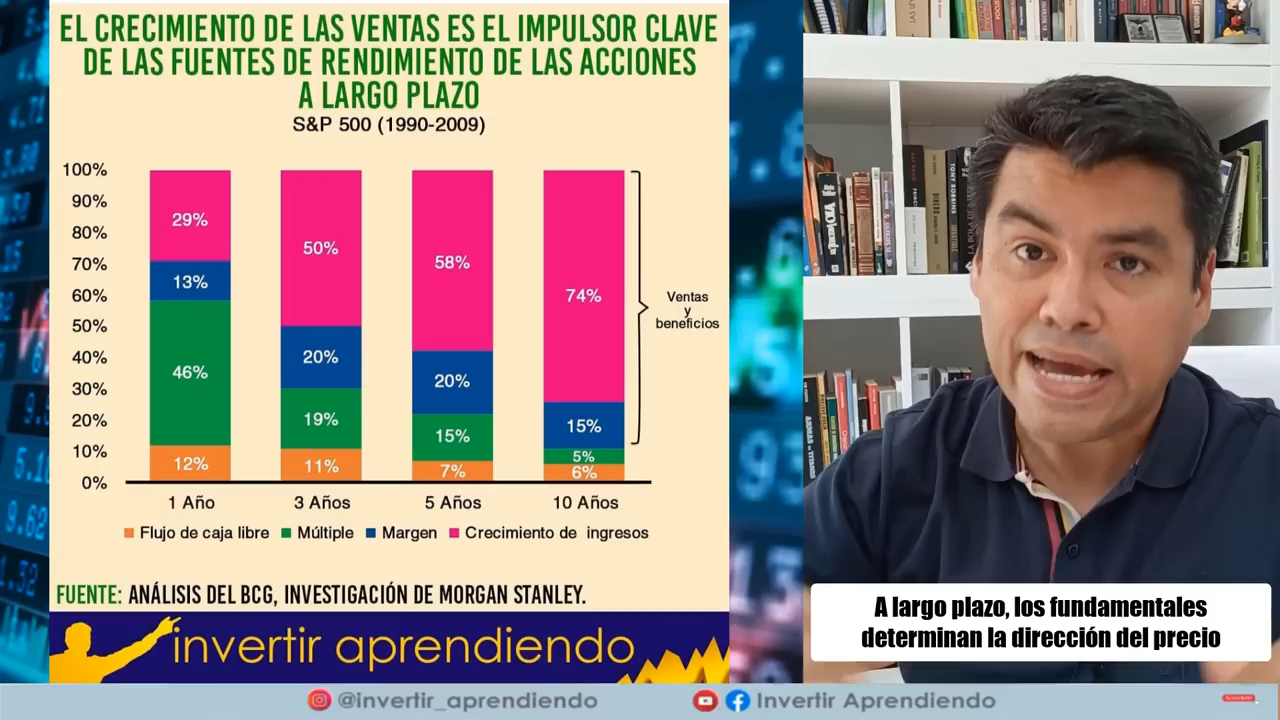 EL CRECIMIENTO DE LAS VENTAS ES EL IMPULSOR CLAVE
DE LAS FUENTES DE RENDIMIENTO DE LAS ACCIONES
A LARGO PLAZO
S&P 500 (1990-2009)
100%
90%
80%
70%
60%
50%
40%
30%
20%
10%
0%
29%
13%
46%
12%
50%
20%
19%
11%
58%
20%
15%
7%
74%
15%
5%
6%
Ventas
y
beneficios
1 Año
3 Años
5 Años
10 Años
Flujo de caja libre
Múltiple
Margen
Crecimiento de ingresos
FUENTE: ANÁLISIS DEL BCG, INVESTIGACIÓN DE MORGAN STANLEY.
invertir aprendiendo
TONY ROBBINS
DINERO
A largo plazo, los fundamentales
determinan la dirección del precio
@invertir_aprendiendo
Invertir Aprendiendo